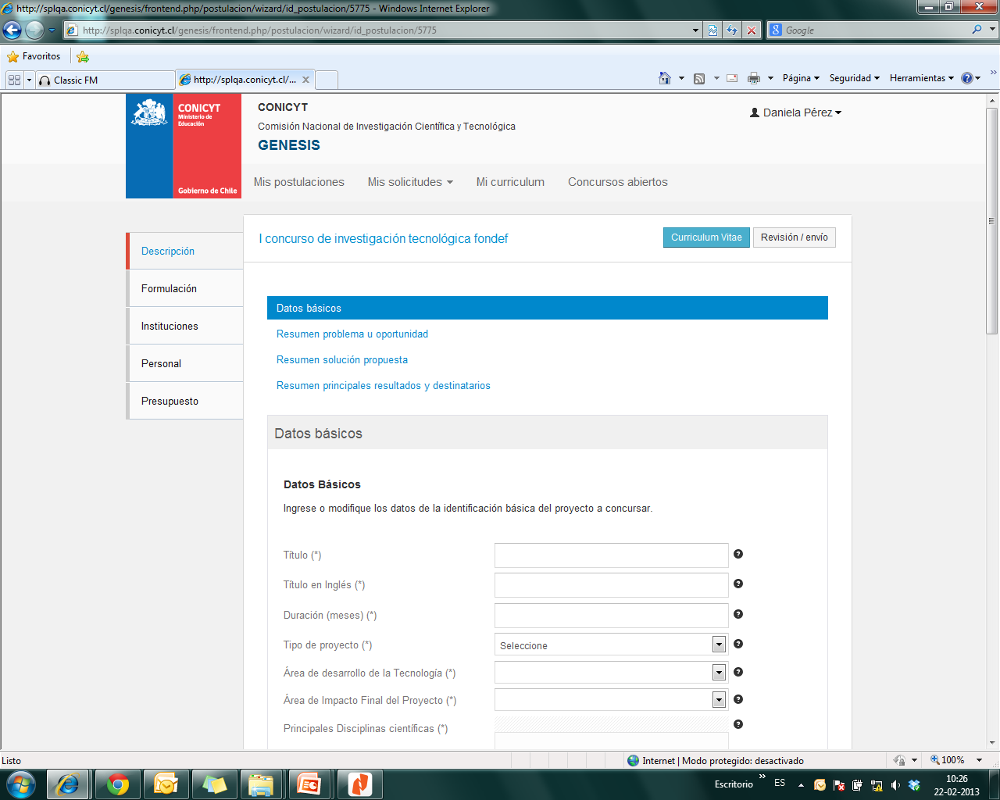 http://splqa.conicyt.cl/genesis/frontend.php/postulacion/wizard/id_postulacion/5775 - Windows Internet Explorer
http://splqa.conicyt.cl/genesis/frontend.php/postulacion/wizard/id_postulacion/5775
Google
Favoritos
Classic FM
http://splqa.conicyt.cl/...
Página
Seguridad
Herramientas
CONICYT
Ministerio de
Educación
Gobierno de Chile
CONICYT
Comisión Nacional de Investigación Científica y Tecnológica
GENESIS
Daniela Pérez
Mis postulaciones
Mis solicitudes
Mi curriculum
Concursos abiertos
Descripción
Formulación
Instituciones
Personal
Presupuesto
I concurso de investigación tecnológica fondef
Curriculum Vitae
Revisión / envío
Datos básicos
Resumen problema u oportunidad
Resumen solución propuesta
Resumen principales resultados y destinatarios
Datos básicos
Datos Básicos
Ingrese o modifique los datos de la identificación básica del proyecto a concursar.
Título (*)
Título en Inglés (*)
Duración (meses) (*)
Tipo de proyecto (*)
Seleccione
Área de desarrollo de la Tecnología (*)
Área de Impacto Final del Proyecto (*)
Principales Disciplinas científicas (*)
Listo
Internet | Modo protegido: desactivado
100%
Escritorio
ES
10:26
22-02-2013